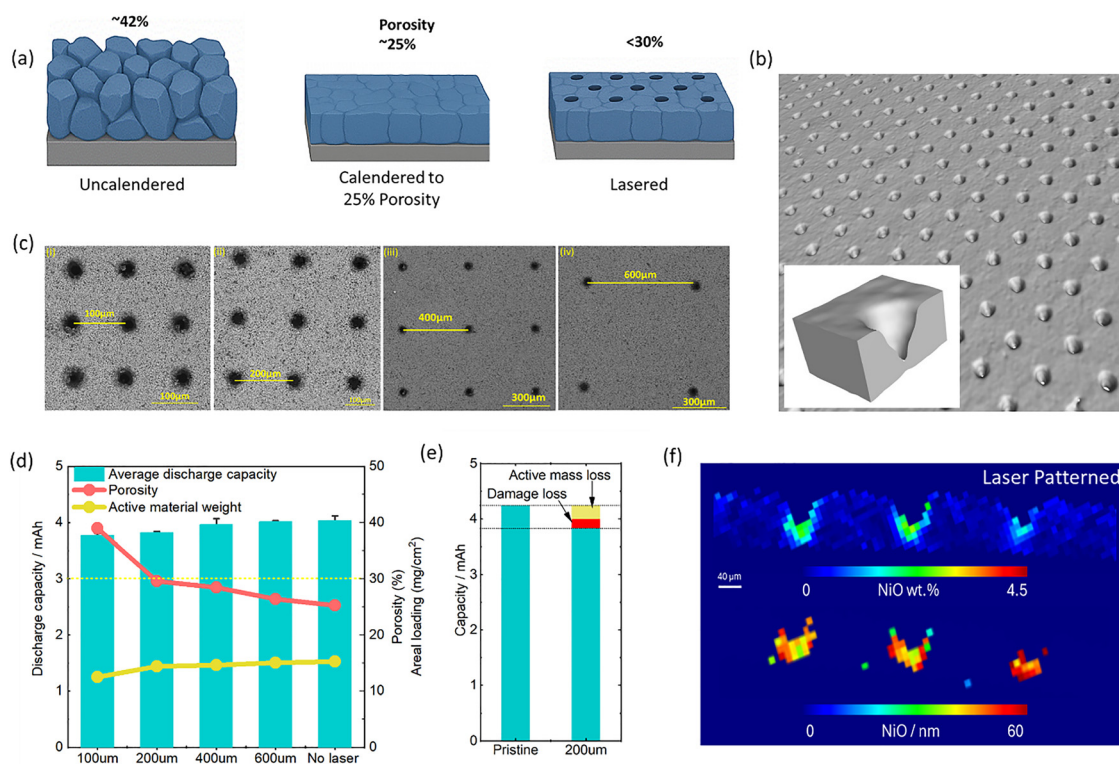 (a)
~42%
Uncalendered
Porosity
~25%
Calendered to
25% Porosity
<30%
Lasered
(b)
(c)
(i)
100µm
100µm
(ii)
200µm
100µm
(iii)
400µm
300µm
(iv)
600µm
300µm
(d)
Average discharge capacity
Porosity
Active material weight
Discharge capacity / mAh
5
4
3
2
1
0
50
40
30
20
10
0
Porosity (%)
Areal loading (mg/cm²)
100um
200um
400um
600um
No laser
(e)
Capacity / mAh
5
4
3
2
1
0
Active mass loss
Damage loss
Pristine
200um
(f)
Laser Patterned
40 µm
0
NiO wt.%
4.5
0
NiO / nm
60